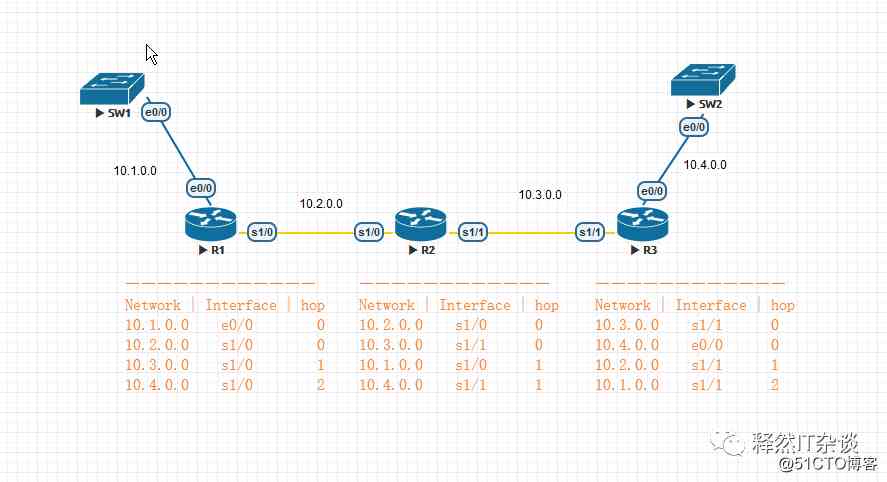 SW1
SW2
e0/0
e0/0
10.1.0.0
10.4.0.0
e0/0
e0/0
10.2.0.0
10.3.0.0
s1/0
s1/0
s1/1
s1/1
R1
R2
R3
Network | Interface | hop
10.1.0.0 e0/0 0
10.2.0.0 s1/0 0
10.3.0.0 s1/0 1
10.4.0.0 s1/0 2
Network | Interface | hop
10.2.0.0 s1/0 0
10.3.0.0 s1/1 0
10.1.0.0 s1/0 1
10.4.0.0 s1/1 1
Network | Interface | hop
10.3.0.0 s1/1 0
10.4.0.0 e0/0 0
10.2.0.0 s1/1 1
10.1.0.0 s1/1 2
释然IT杂谈
@51CTO博客